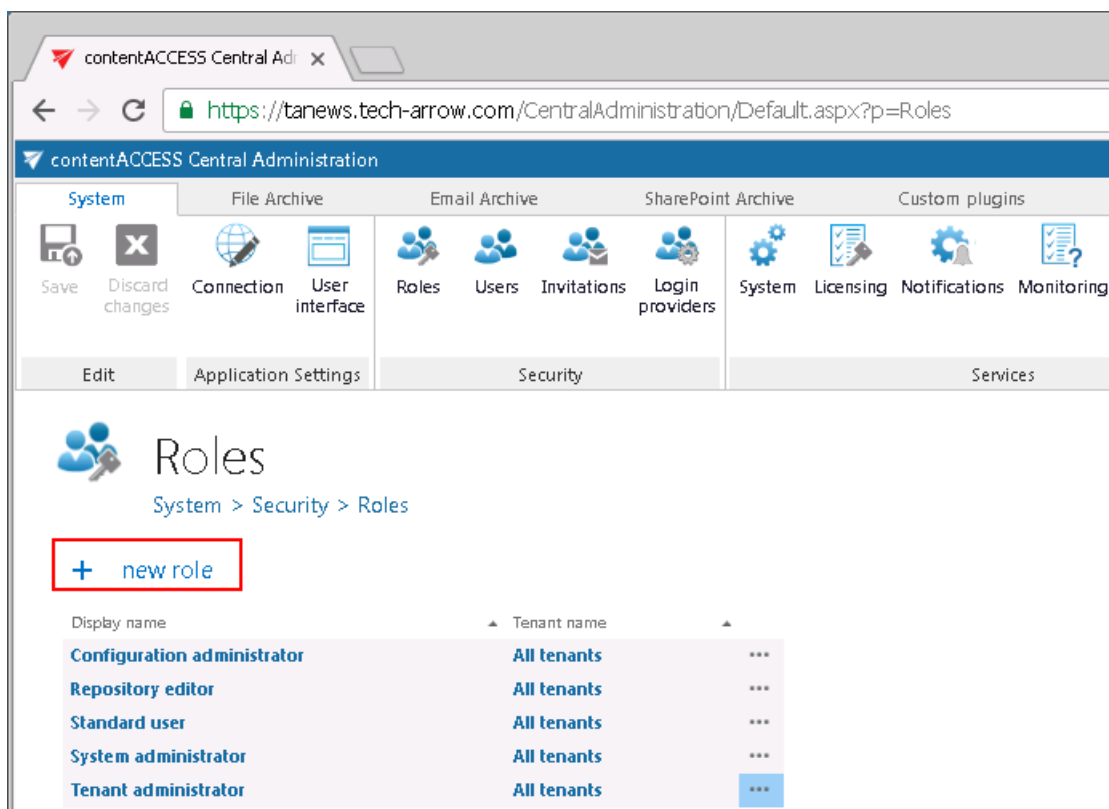 contentACCESS Central Adr
https://tanews.tech-arrow.com/CentralAdministration/Default.aspx?p=Roles
contentACCESS Central Administration
System File Archive Email Archive SharePoint Archive Custom plugins
Save Discard changes Connection User interface Roles Users Invitations Login providers System Licensing Notifications Monitoring
Edit Application Settings Security Services
Roles
System > Security > Roles
+ new role
Display name Tenant name
Configuration administrator All tenants ...
Repository editor All tenants ...
Standard user All tenants ...
System administrator All tenants ...
Tenant administrator All tenants ...